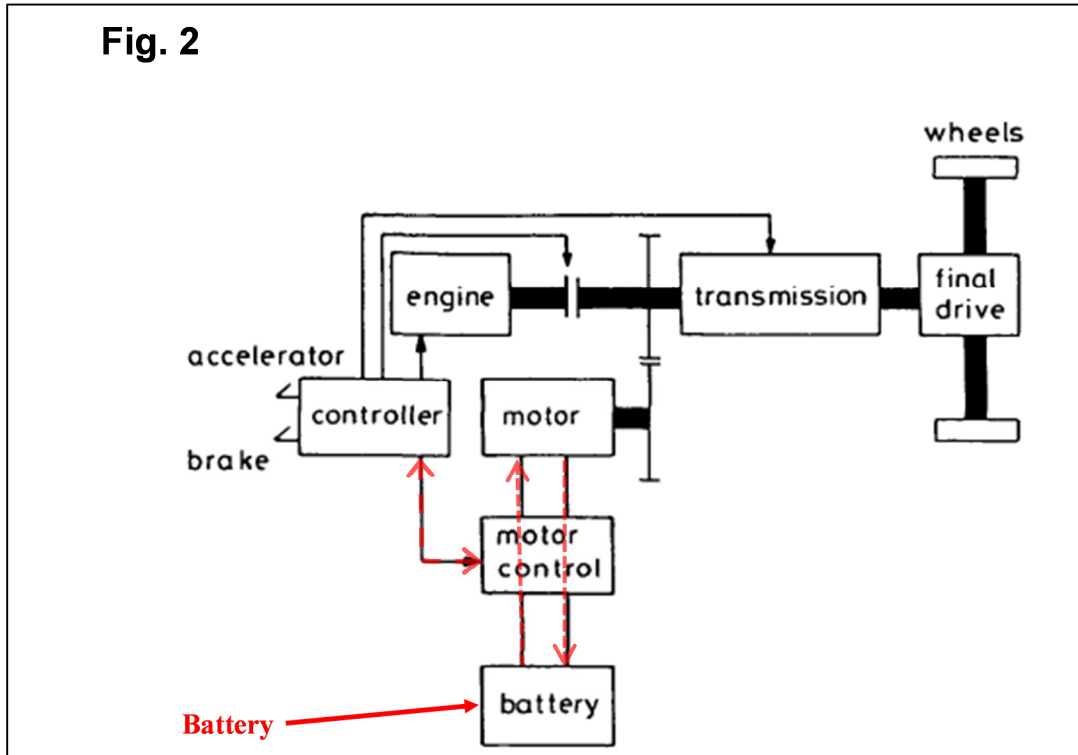 Fig. 2
wheels
engine
transmission
final
drive
accelerator
controller
motor
brake
motor
control
battery
Battery